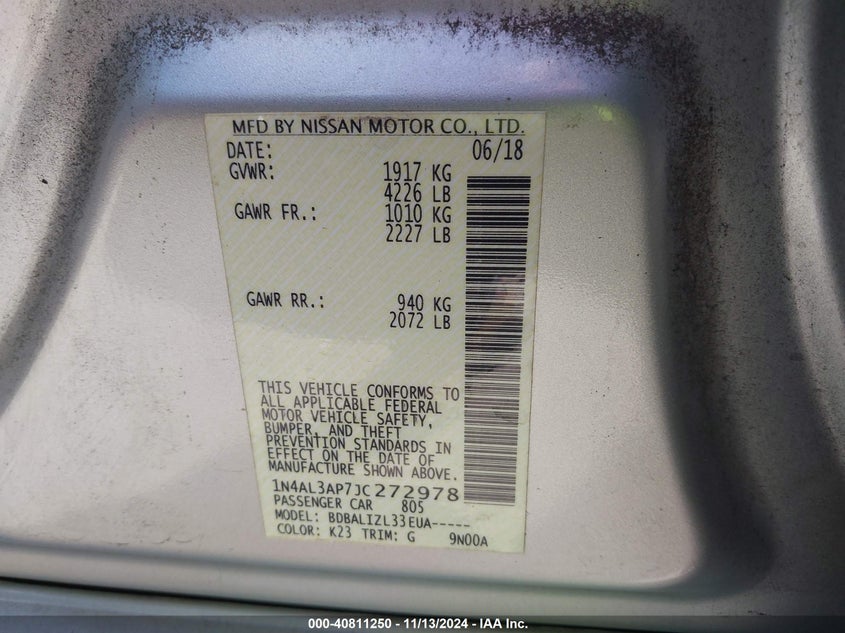 MFD BY NISSAN MOTOR CO., LTD.
DATE: 06/18
GVWR: 1917 KG
4226 LB
GAWR FR.: 1010 KG
2227 LB
GAWR RR.: 940 KG
2072 LB
THIS VEHICLE CONFORMS TO
ALL APPLICABLE FEDERAL
MOTOR VEHICLE SAFETY,
BUMPER, AND THEFT
PREVENTION STANDARDS IN
EFFECT ON THE DATE OF
MANUFACTURE SHOWN ABOVE.
1N4AL3AP7JC272978
PASSENGER CAR 805
MODEL: BDBALIZL33EUA-----
COLOR: K23 TRIM: G 9N00A
000-40811250 - 11/13/2024 - IAA Inc.